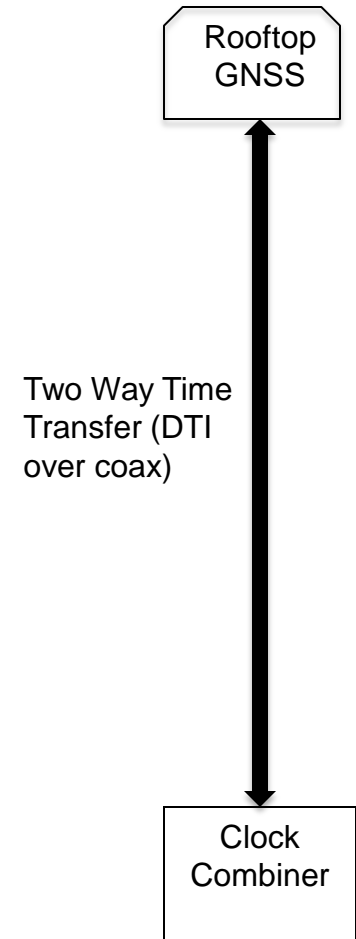 Rooftop
GNSS
Two Way Time
Transfer (DTI
over coax)
Clock
Combiner